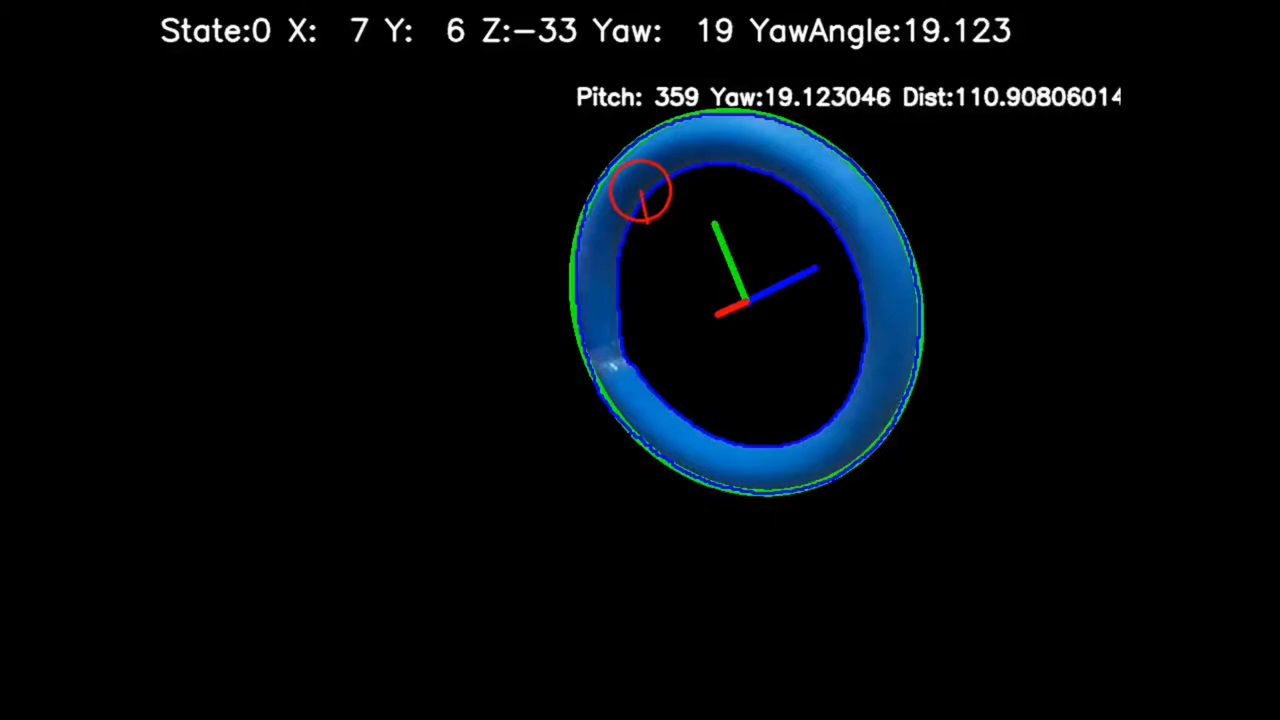 State:0 X: 7 Y: 6 Z:-33 Yaw: 19 YawAngle:19.123
Pitch: 359 Yaw:19.123046 Dist:110.90806014